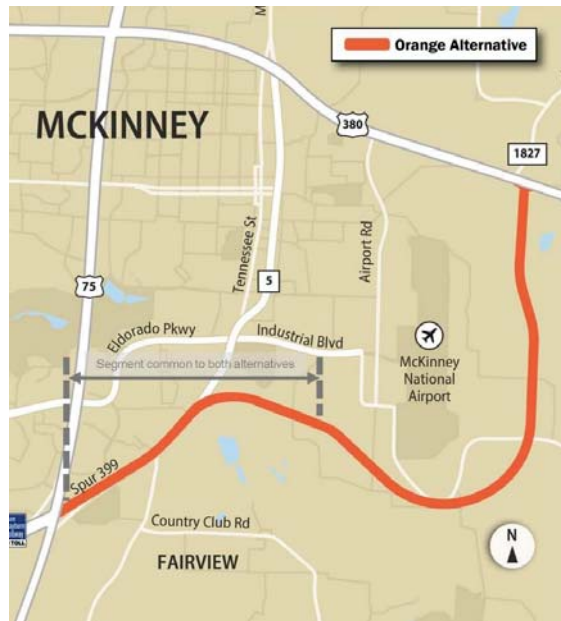 Orange Alternative
MCKINNEY
M
380
1827
Tennessee St
Airport Rd
5
75
Eldorado Pkwy
Industrial Blvd
Segment common to both alternatives
McKinney
National
Airport
Spur 399
Country Club Rd
FAIRVIEW
N
TOLL